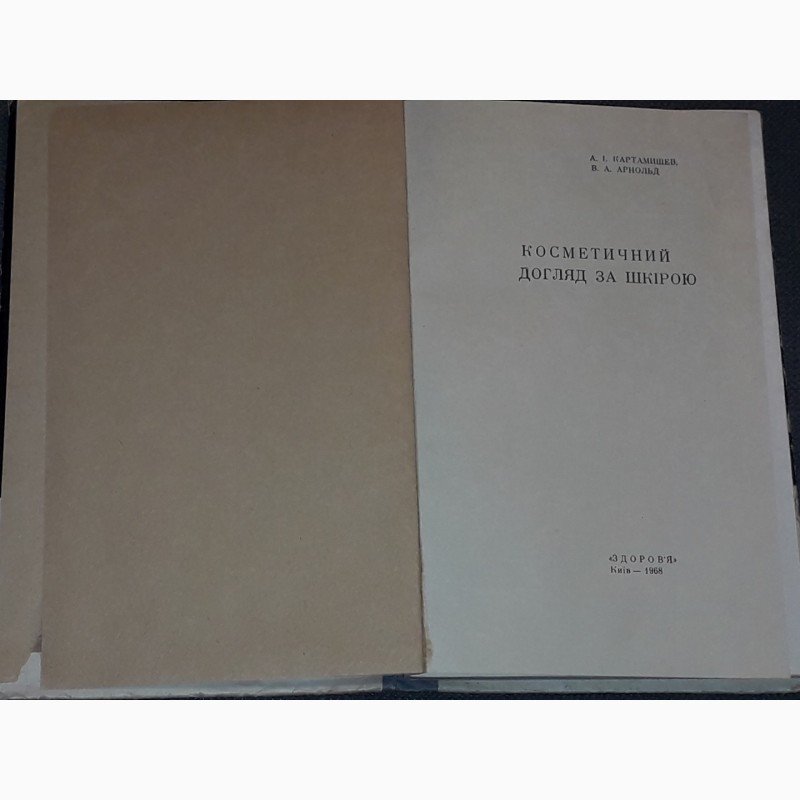 А. І. КАРТАМИШЕВ,
В. А. АРНОЛЬД
КОСМЕТИЧНИЙ
ДОГЛЯД ЗА ШКІРОЮ
«ЗДОРОВ'Я»
Київ — 1968